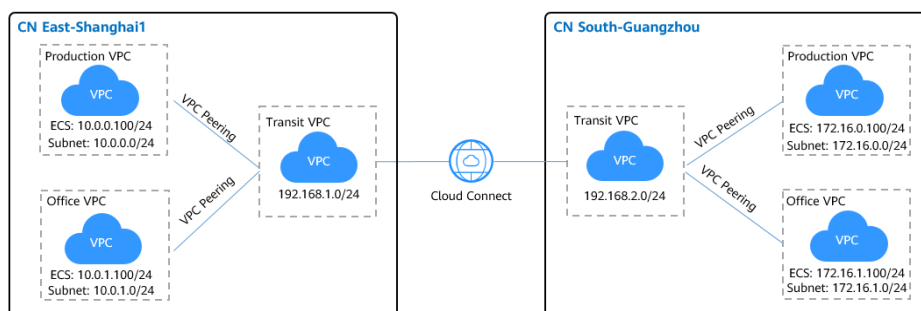 CN East-Shanghai1
Production VPC
VPC
ECS: 10.0.0.100/24
Subnet: 10.0.0.0/24
VPC Peering
Office VPC
VPC
ECS: 10.0.1.100/24
Subnet: 10.0.1.0/24
VPC Peering
Transit VPC
VPC
192.168.1.0/24
Cloud Connect
CN South-Guangzhou
Transit VPC
VPC
192.168.2.0/24
VPC Peering
Production VPC
VPC
ECS: 172.16.0.100/24
Subnet: 172.16.0.0/24
VPC Peering
Office VPC
VPC
ECS: 172.16.1.100/24
Subnet: 172.16.1.0/24